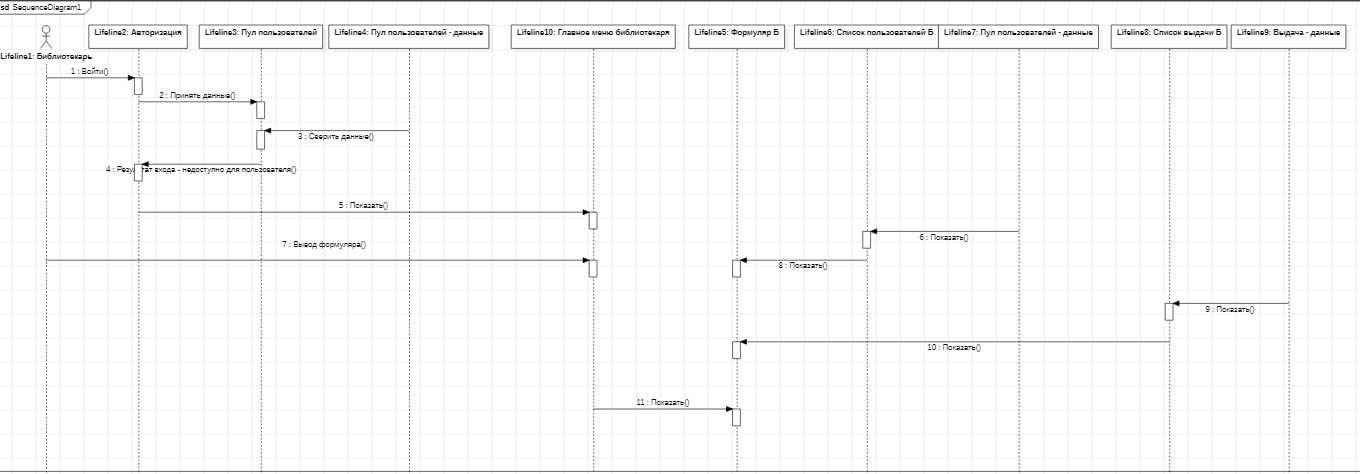 sd SequenceDiagram1
Lifeline2: Авторизация
Lifeline3: Пул пользователей
Lifeline4: Пул пользователей - данные
Lifeline10: Главное меню библиотекаря
Lifeline5: Формуляр Б
Lifeline6: Список пользователей Б
Lifeline7: Пул пользователей - данные
Lifeline8: Список выдачи Б
Lifeline9: Выдача - данные
Lifeline1: Библиотекарь
1 : Войти()
2 : Принять данные()
3 : Сверить данные()
4 : Резул тат входа - недоступно для пользователя()
5 : Показать()
6 : Показать()
7 : Вывод формуляра()
8 : Показать()
9 : Показать()
10 : Показать()
11 : Показать()